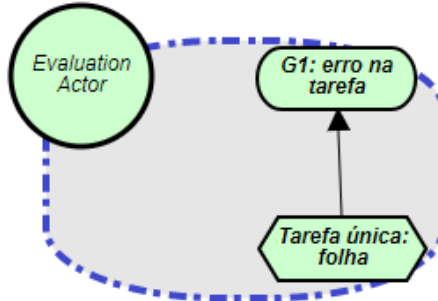 Evaluation
Actor
G1: erro na
tarefa
Tarefa única:
folha